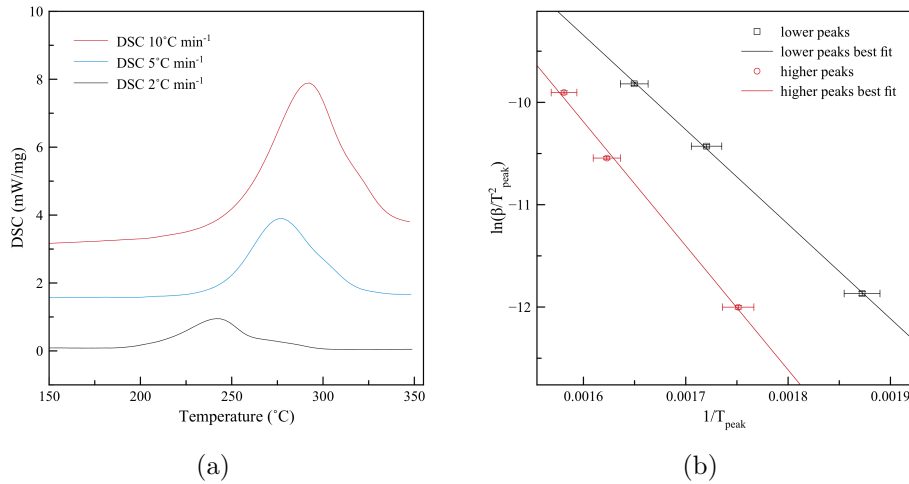 10
8
6
4
2
0
DSC (mW/mg)
DSC 10˚C min⁻¹
DSC 5˚C min⁻¹
DSC 2˚C min⁻¹
150 200 250 300 350
Temperature (˚C)
(a)
−10
−11
−12
ln(β/T²peak)
lower peaks
lower peaks best fit
higher peaks
higher peaks best fit
0.0016 0.0017 0.0018 0.0019
1/Tpeak
(b)